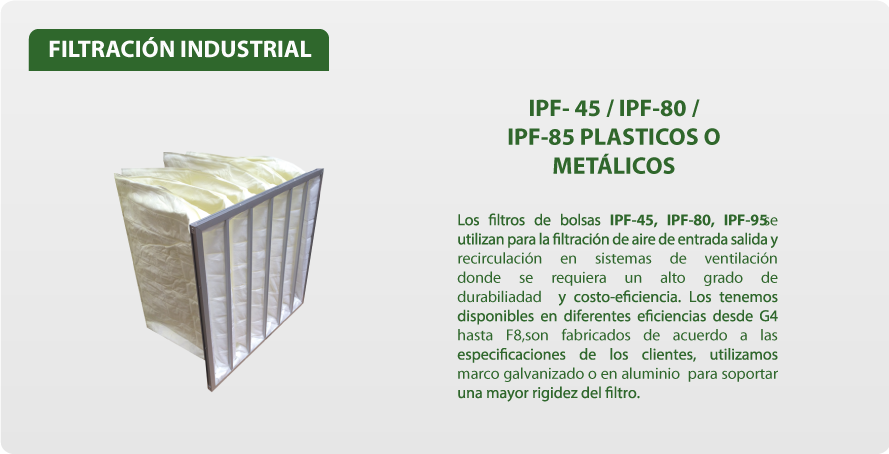 FILTRACIÓN INDUSTRIAL
IPF- 45 / IPF-80 /
IPF-85 PLASTICOS O
METÁLICOS
Los filtros de bolsas IPF-45, IPF-80, IPF-95se
utilizan para la filtración de aire de entrada salida y
recirculación en sistemas de ventilación
donde se requiera un alto grado de
durabiliadad y costo-eficiencia. Los tenemos
disponibles en diferentes eficiencias desde G4
hasta F8,son fabricados de acuerdo a las
especificaciones de los clientes, utilizamos
marco galvanizado o en aluminio para soportar
una mayor rigidez del filtro.